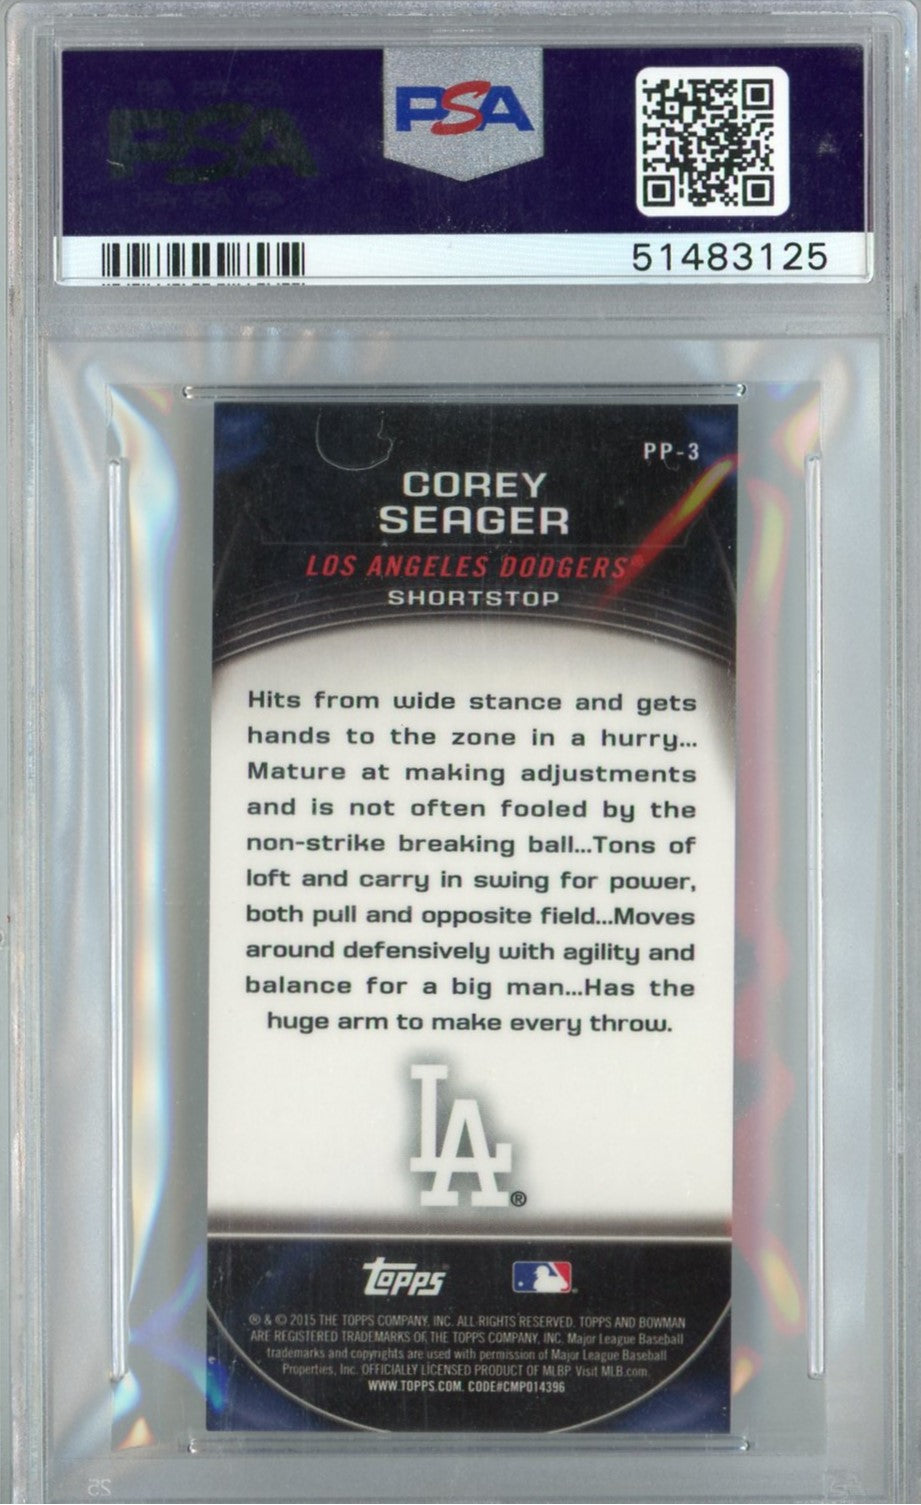 PSA
PSA
51483125
PP-3
COREY
SEAGER
LOS ANGELES DODGERS®
SHORTSTOP
Hits from wide stance and gets
hands to the zone in a hurry...
Mature at making adjustments
and is not often fooled by the
non-strike breaking ball...Tons of
loft and carry in swing for power,
both pull and opposite field...Moves
around defensively with agility and
balance for a big man...Has the
huge arm to make every throw.
LA®
Topps
® & © 2015 THE TOPPS COMPANY, INC. ALL RIGHTS RESERVED. TOPPS AND BOWMAN
ARE REGISTERED TRADEMARKS OF THE TOPPS COMPANY, INC. Major League Baseball
trademarks and copyrights are used with permission of Major League Baseball
Properties, Inc. OFFICIALLY LICENSED PRODUCT OF MLBP. Visit MLB.com.
WWW.TOPPS.COM. CODE#CMP014396